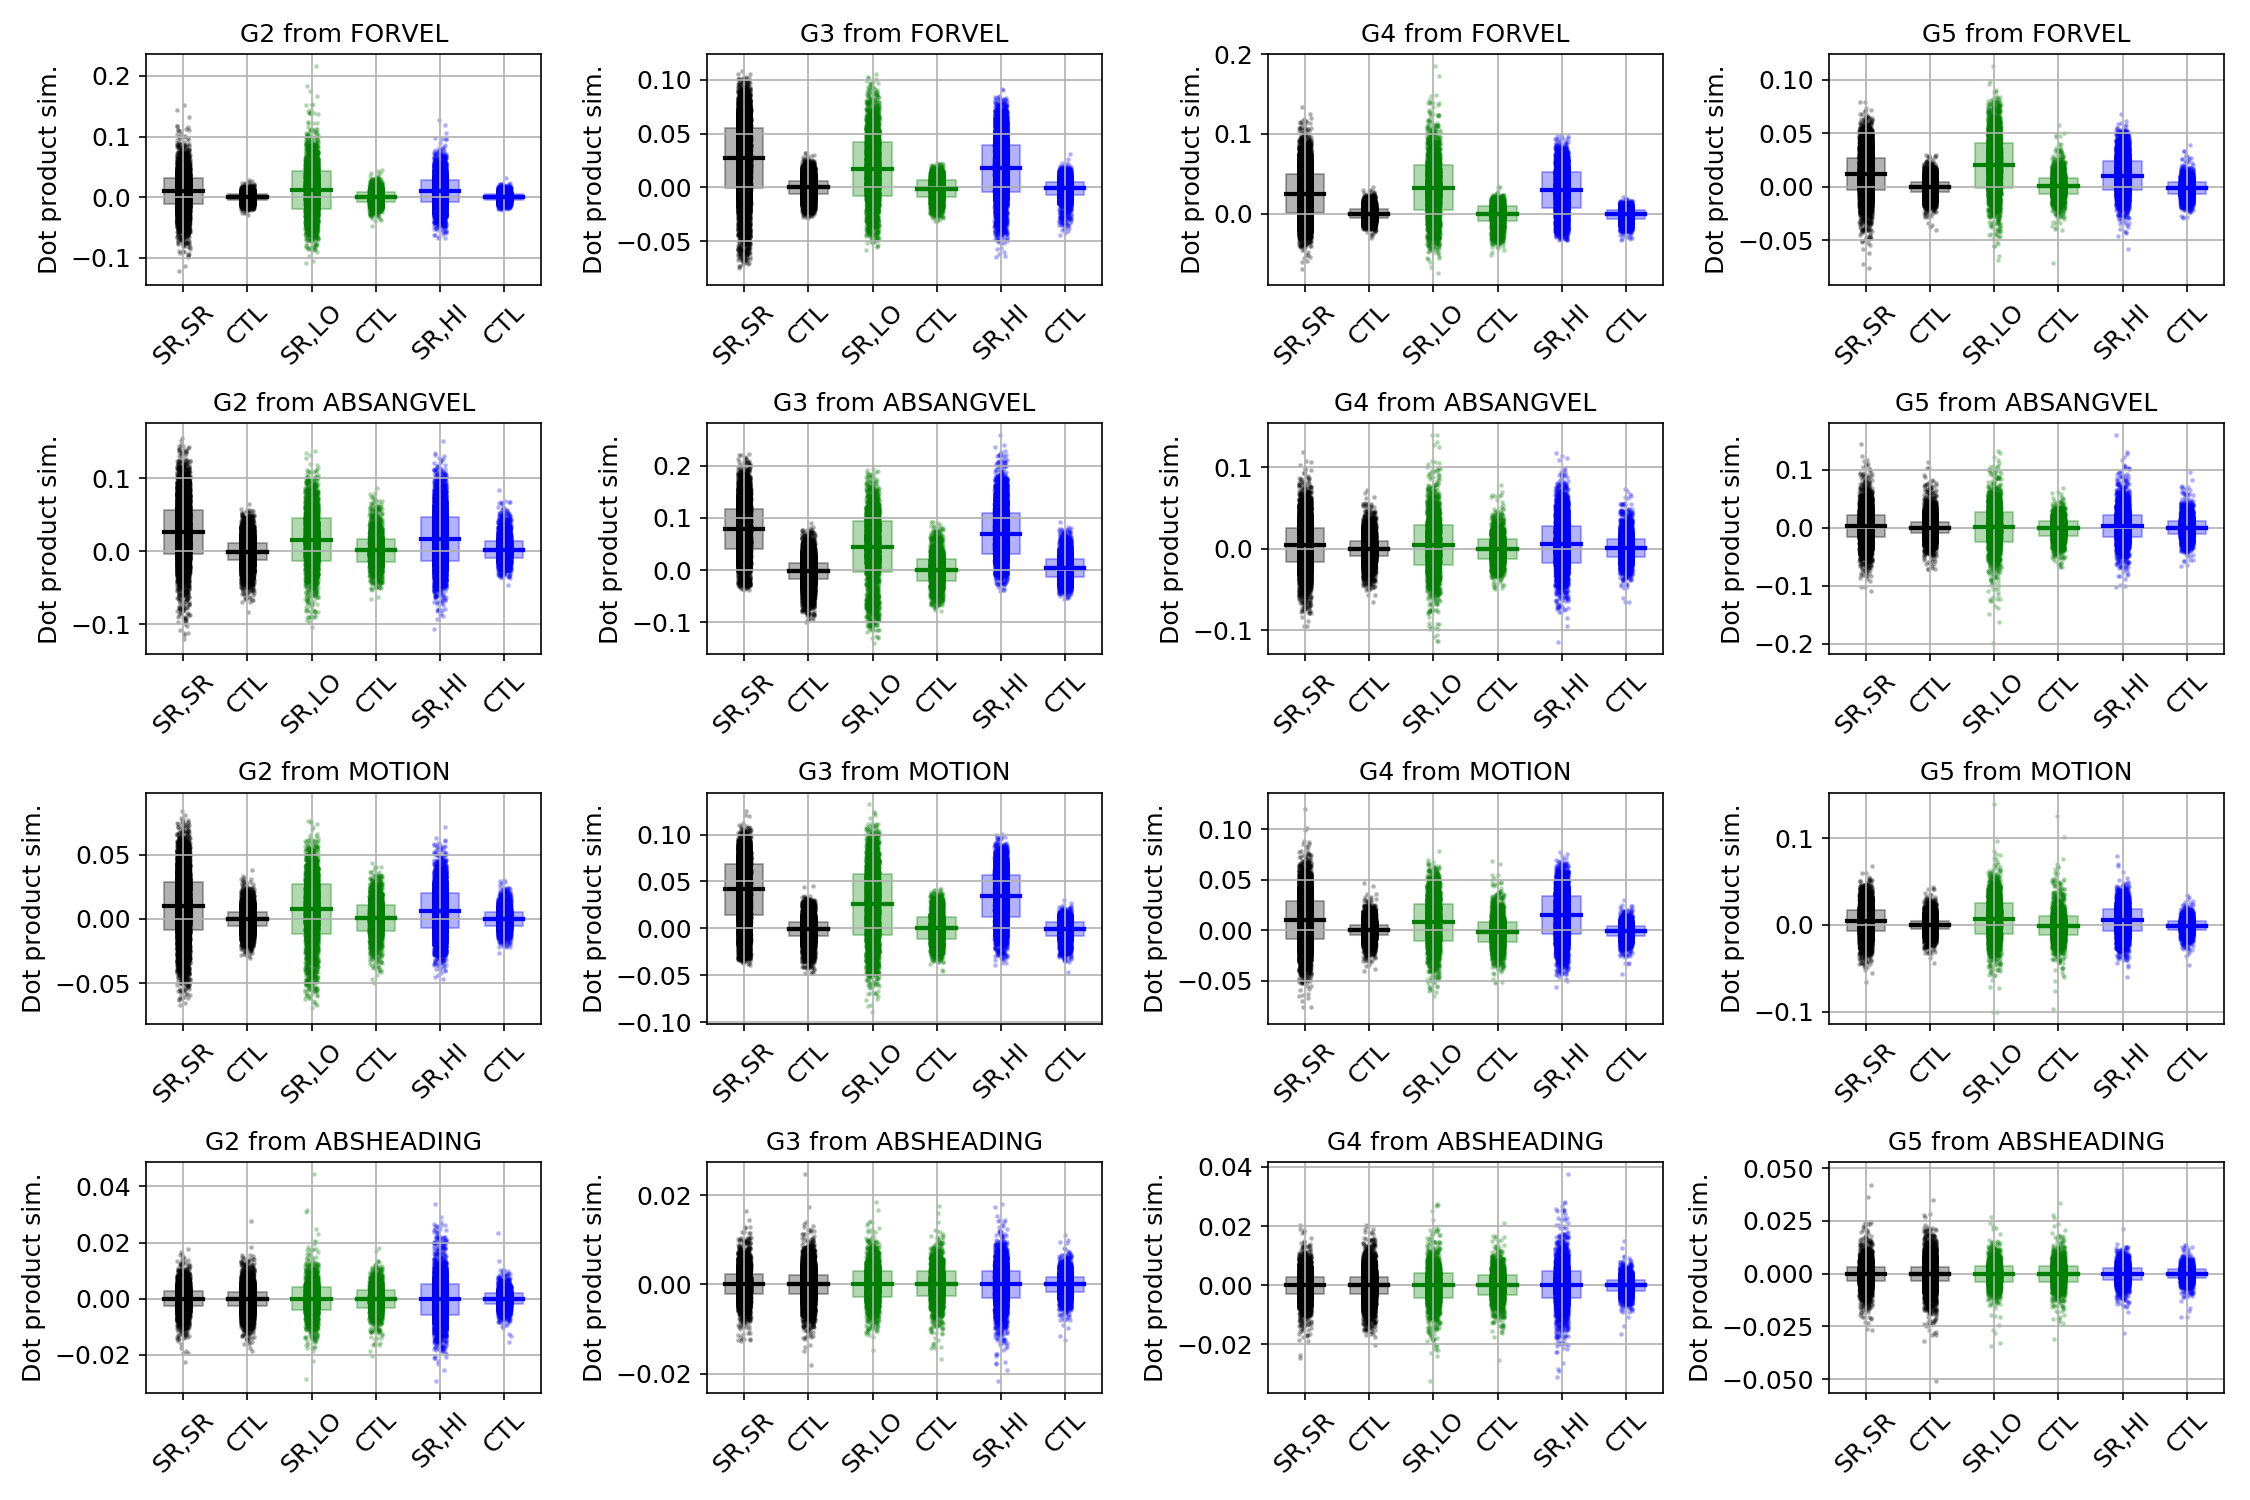 G2 from FORVEL
Dot product sim.
0.2
0.1
0.0
−0.1
SR,SR CTL SR,LO CTL SR,HI CTL
G3 from FORVEL
Dot product sim.
0.10
0.05
0.00
−0.05
SR,SR CTL SR,LO CTL SR,HI CTL
G4 from FORVEL
Dot product sim.
0.2
0.1
0.0
SR,SR CTL SR,LO CTL SR,HI CTL
G5 from FORVEL
Dot product sim.
0.10
0.05
0.00
−0.05
SR,SR CTL SR,LO CTL SR,HI CTL
G2 from ABSANGVEL
Dot product sim.
0.1
0.0
−0.1
SR,SR CTL SR,LO CTL SR,HI CTL
G3 from ABSANGVEL
Dot product sim.
0.2
0.1
0.0
−0.1
SR,SR CTL SR,LO CTL SR,HI CTL
G4 from ABSANGVEL
Dot product sim.
0.1
0.0
−0.1
SR,SR CTL SR,LO CTL SR,HI CTL
G5 from ABSANGVEL
Dot product sim.
0.1
0.0
−0.1
−0.2
SR,SR CTL SR,LO CTL SR,HI CTL
G2 from MOTION
Dot product sim.
0.05
0.00
−0.05
SR,SR CTL SR,LO CTL SR,HI CTL
G3 from MOTION
Dot product sim.
0.10
0.05
0.00
−0.05
−0.10
SR,SR CTL SR,LO CTL SR,HI CTL
G4 from MOTION
Dot product sim.
0.10
0.05
0.00
−0.05
SR,SR CTL SR,LO CTL SR,HI CTL
G5 from MOTION
Dot product sim.
0.1
0.0
−0.1
SR,SR CTL SR,LO CTL SR,HI CTL
G2 from ABSHEADING
Dot product sim.
0.04
0.02
0.00
−0.02
SR,SR CTL SR,LO CTL SR,HI CTL
G3 from ABSHEADING
Dot product sim.
0.02
0.00
−0.02
SR,SR CTL SR,LO CTL SR,HI CTL
G4 from ABSHEADING
Dot product sim.
0.04
0.02
0.00
−0.02
SR,SR CTL SR,LO CTL SR,HI CTL
G5 from ABSHEADING
Dot product sim.
0.050
0.025
0.000
−0.025
−0.050
SR,SR CTL SR,LO CTL SR,HI CTL